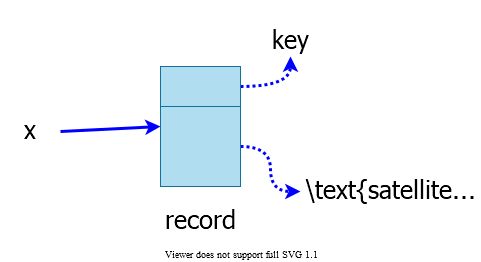 key
x
\text{satellite...
record
Viewer does not support full SVG 1.1